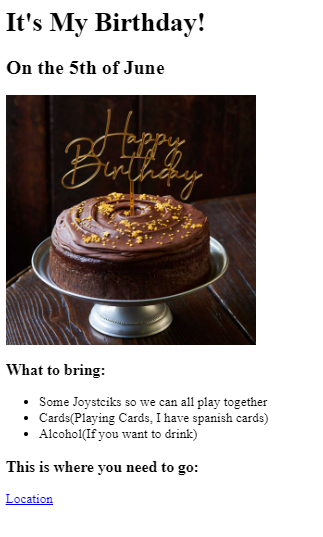 It's My Birthday!
On the 5th of June
Happy
Birthday
What to bring:
Some Joystciks so we can all play together
Cards(Playing Cards, I have spanish cards)
Alcohol(If you want to drink)
This is where you need to go:
Location